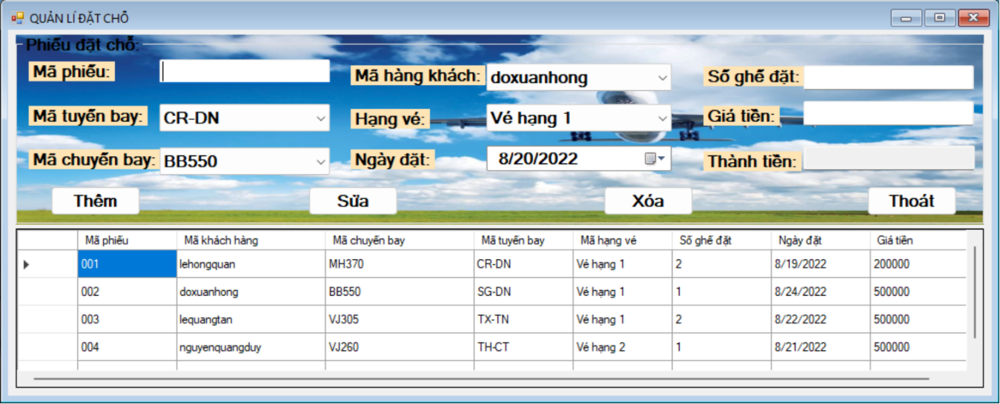 QUẢN LÍ ĐẶT CHỖ
Phiếu đặt chỗ:
Mã phiếu:
Mã hàng khách: doxuanhong
Số ghế đặt:
Mã tuyến bay: CR-DN
Hạng vé: Vé hạng 1
Giá tiền:
Mã chuyến bay: BB550
Ngày đặt: 8/20/2022
Thành tiền:
Thêm Sửa Xóa Thoát
Mã phiếu Mã khách hàng Mã chuyến bay Mã tuyến bay Mã hạng vé Số ghế đặt Ngày đặt Giá tiền
001 lehongquan MH370 CR-DN Vé hạng 1 2 8/19/2022 200000
002 doxuanhong BB550 SG-DN Vé hạng 1 1 8/24/2022 500000
003 lequangtan VJ305 TX-TN Vé hạng 1 2 8/22/2022 500000
004 nguyenquangduy VJ260 TH-CT Vé hạng 2 1 8/21/2022 500000